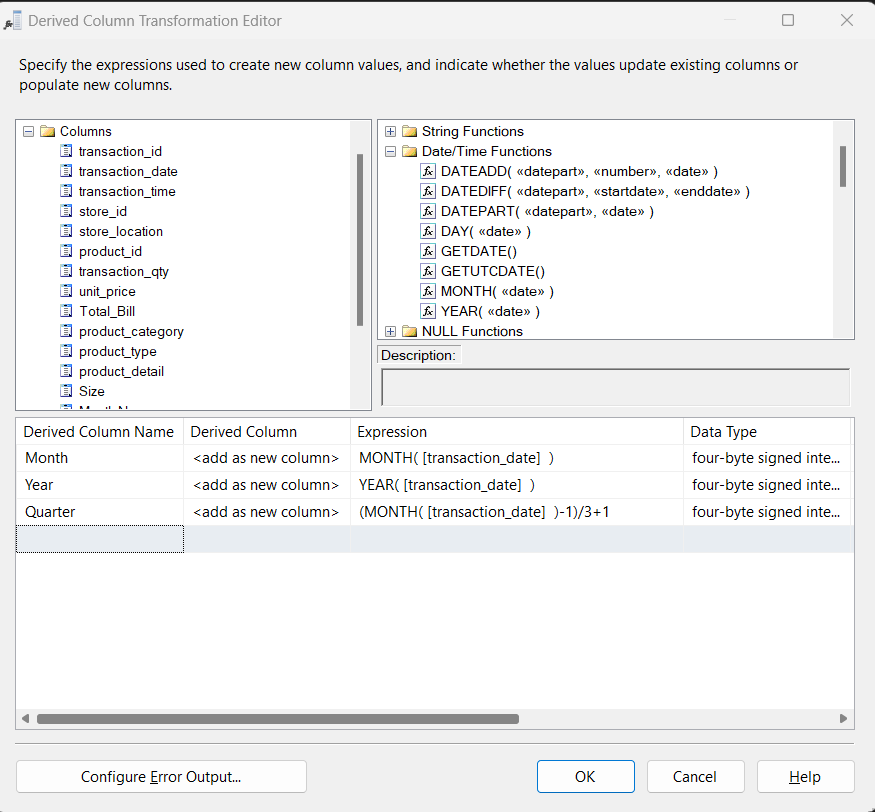 Derived Column Transformation Editor
Specify the expressions used to create new column values, and indicate whether the values update existing columns or
populate new columns.
Columns
transaction_id
transaction_date
transaction_time
store_id
store_location
product_id
transaction_qty
unit_price
Total_Bill
product_category
product_type
product_detail
Size
String Functions
Date/Time Functions
DATEADD( «datepart», «number», «date» )
DATEDIFF( «datepart», «startdate», «enddate» )
DATEPART( «datepart», «date» )
DAY( «date» )
GETDATE()
GETUTCDATE()
MONTH( «date» )
YEAR( «date» )
NULL Functions
Description:
Derived Column Name Derived Column Expression Data Type
Month <add as new column> MONTH( [transaction_date] ) four-byte signed inte...
Year <add as new column> YEAR( [transaction_date] ) four-byte signed inte...
Quarter <add as new column> (MONTH( [transaction_date] )-1)/3+1 four-byte signed inte...
Configure Error Output... OK Cancel Help